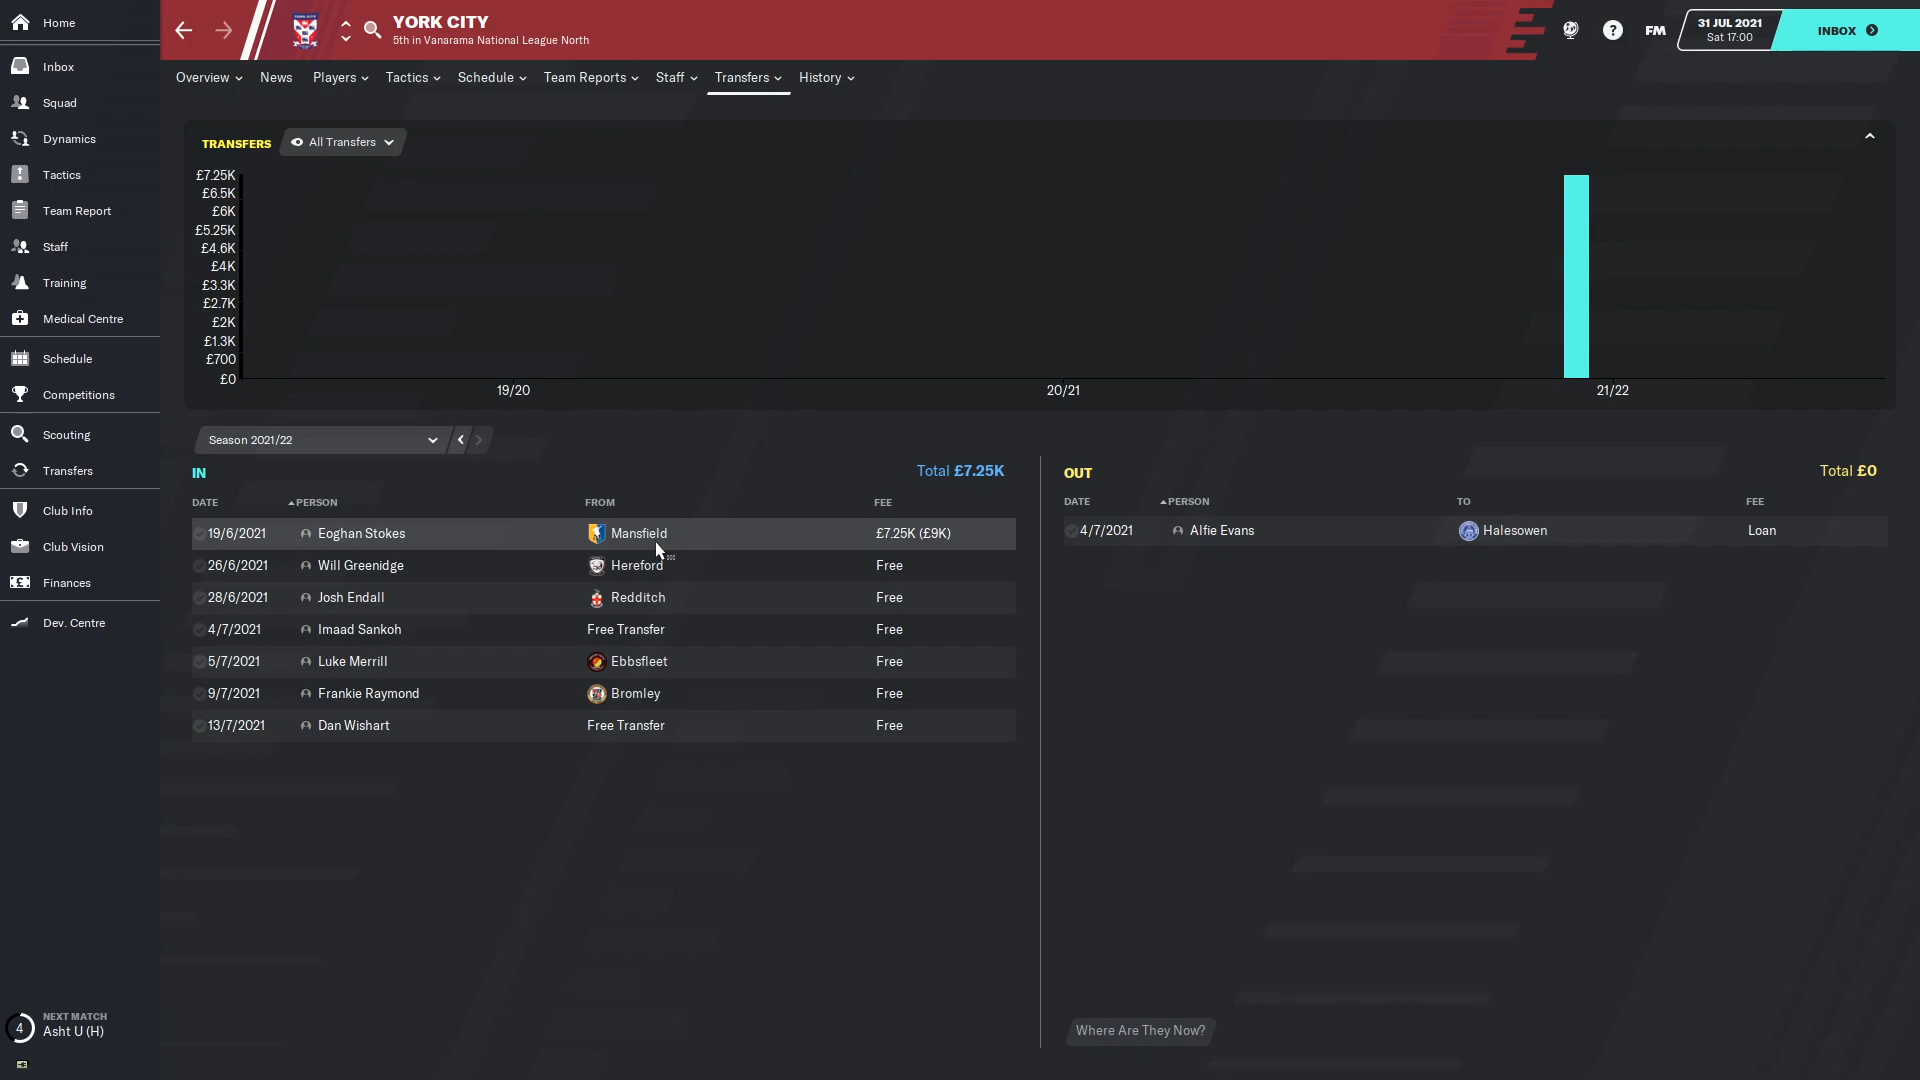 Home
Inbox
Squad
Dynamics
Tactics
Team Report
Staff
Training
Medical Centre
Schedule
Competitions
Scouting
Transfers
Club Info
Club Vision
Finances
Dev. Centre
4
NEXT MATCH
Asht U (H)
YORK CITY
5th in Vanarama National League North
FM
31 JUL 2021
Sat 17:00
INBOX
Overview News Players Tactics Schedule Team Reports Staff Transfers History
TRANSFERS All Transfers
£7.25K
£6.5K
£6K
£5.25K
£4.6K
£4K
£3.3K
£2.7K
£2K
£1.3K
£700
£0
19/20 20/21 21/22
Season 2021/22
IN Total £7.25K
DATE PERSON FROM FEE
19/6/2021 Eoghan Stokes Mansfield £7.25K (£9K)
26/6/2021 Will Greenidge Hereford Free
28/6/2021 Josh Endall Redditch Free
4/7/2021 Imaad Sankoh Free Transfer Free
5/7/2021 Luke Merrill Ebbsfleet Free
9/7/2021 Frankie Raymond Bromley Free
13/7/2021 Dan Wishart Free Transfer Free
OUT Total £0
DATE PERSON TO FEE
4/7/2021 Alfie Evans Halesowen Loan
Where Are They Now?